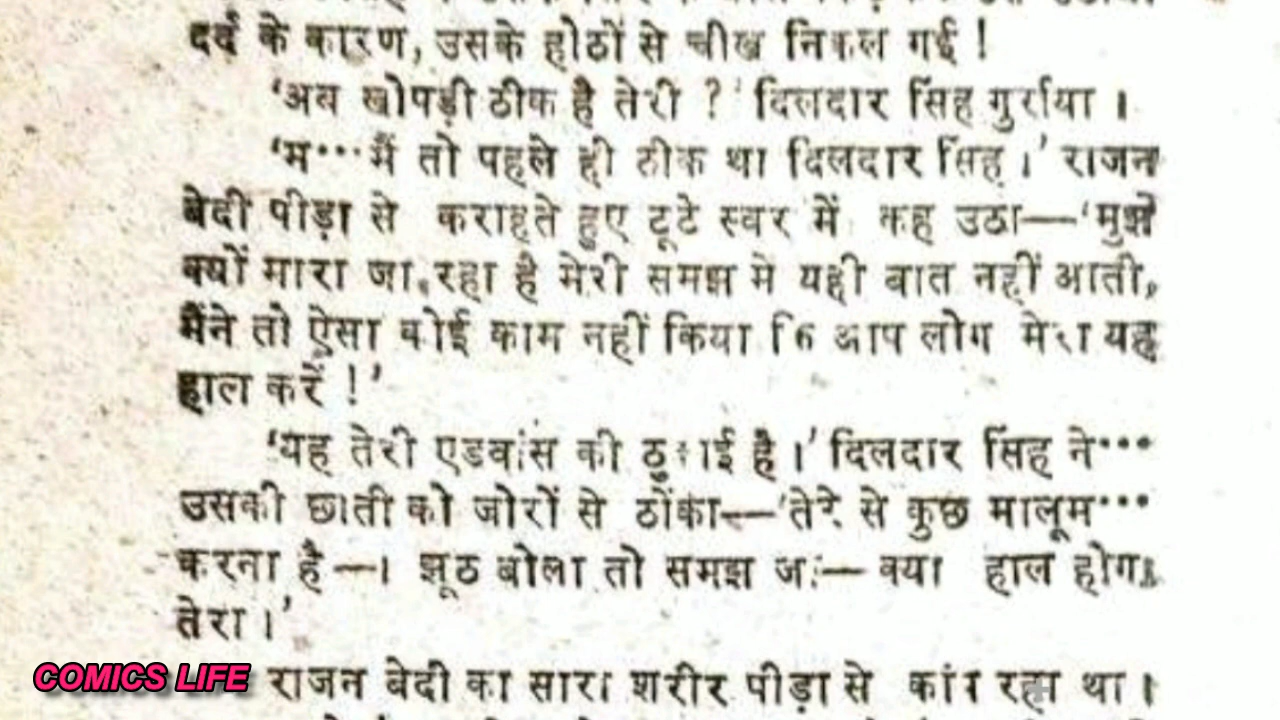 दर्द के कारण, उसके होठों से चीख निकल गई !
'अब खोपड़ी ठीक है तेरी ?' दिलदार सिंह गुर्राया ।
'म···मैं तो पहले ही ठीक था दिलदार सिंह ।' राजन
बेदी पीड़ा से कराहते हुए टूटे स्वर में कह उठा—'मुझे
क्यों मारा जा रहा है मेरी समझ में यही बात नहीं आती,
मैंने तो ऐसा कोई काम नहीं किया कि आप लोग मेरा यह
हाल करें !'
'यह तेरी एडवांस की ठुकाई है ।' दिलदार सिंह ने···
उसकी छाती को जोरों से ठोंका—'तेरे से कुछ मालूम···
करना है—। झूठ बोला तो समझ जा— क्या हाल होगा
तेरा ।'
राजन बेदी का सारा शरीर पीड़ा से कांप रहा था ।
COMICS LIFE